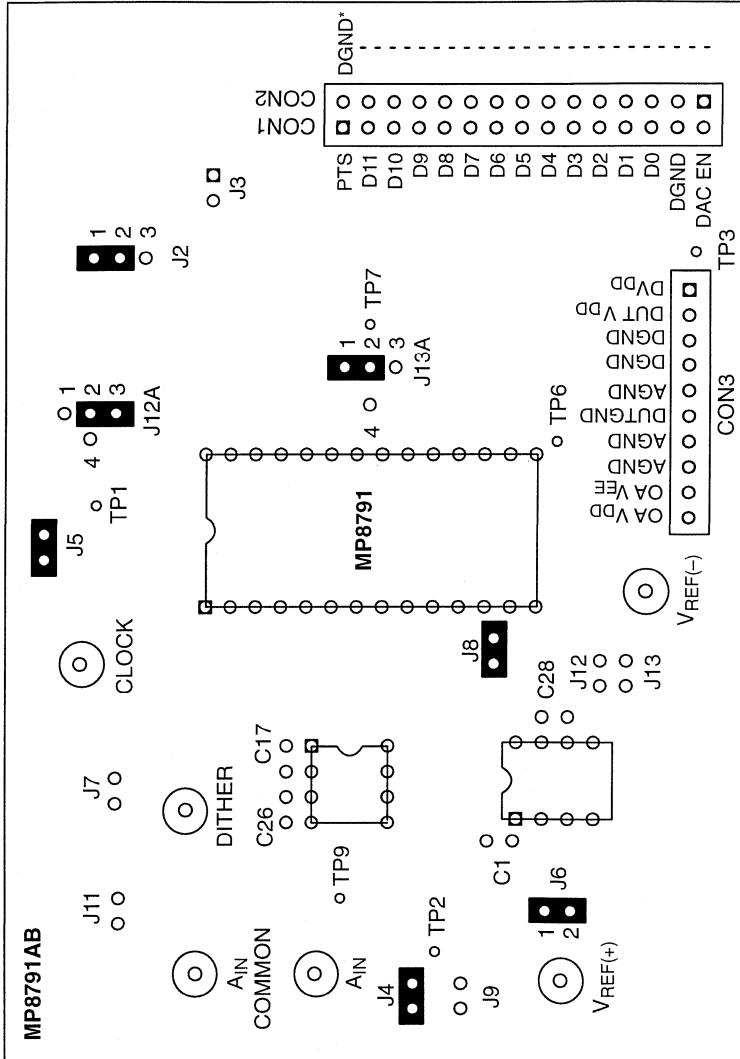 MP8791AB
J11
J7
CLOCK
J5
TP1
4
1
2
3
J12A
1
2
3
J2
J3
CON1
CON2
DGND*
PTS
D11
D10
D9
D8
D7
D6
D5
D4
D3
D2
D1
D0
DGND
DAC EN
AIN
COMMON
DITHER
AIN
TP9
C26
C17
MP8791
4
1
2
3
J13A
TP7
J4
TP2
J9
J8
TP6
1
2
J6
VREF(+)
C1
C28
J12
J13
VREF(–)
OA VDD
OA VEE
AGND
AGND
DUTGND
AGND
DGND
DGND
DUT VDD
DVDD
CON3
TP3